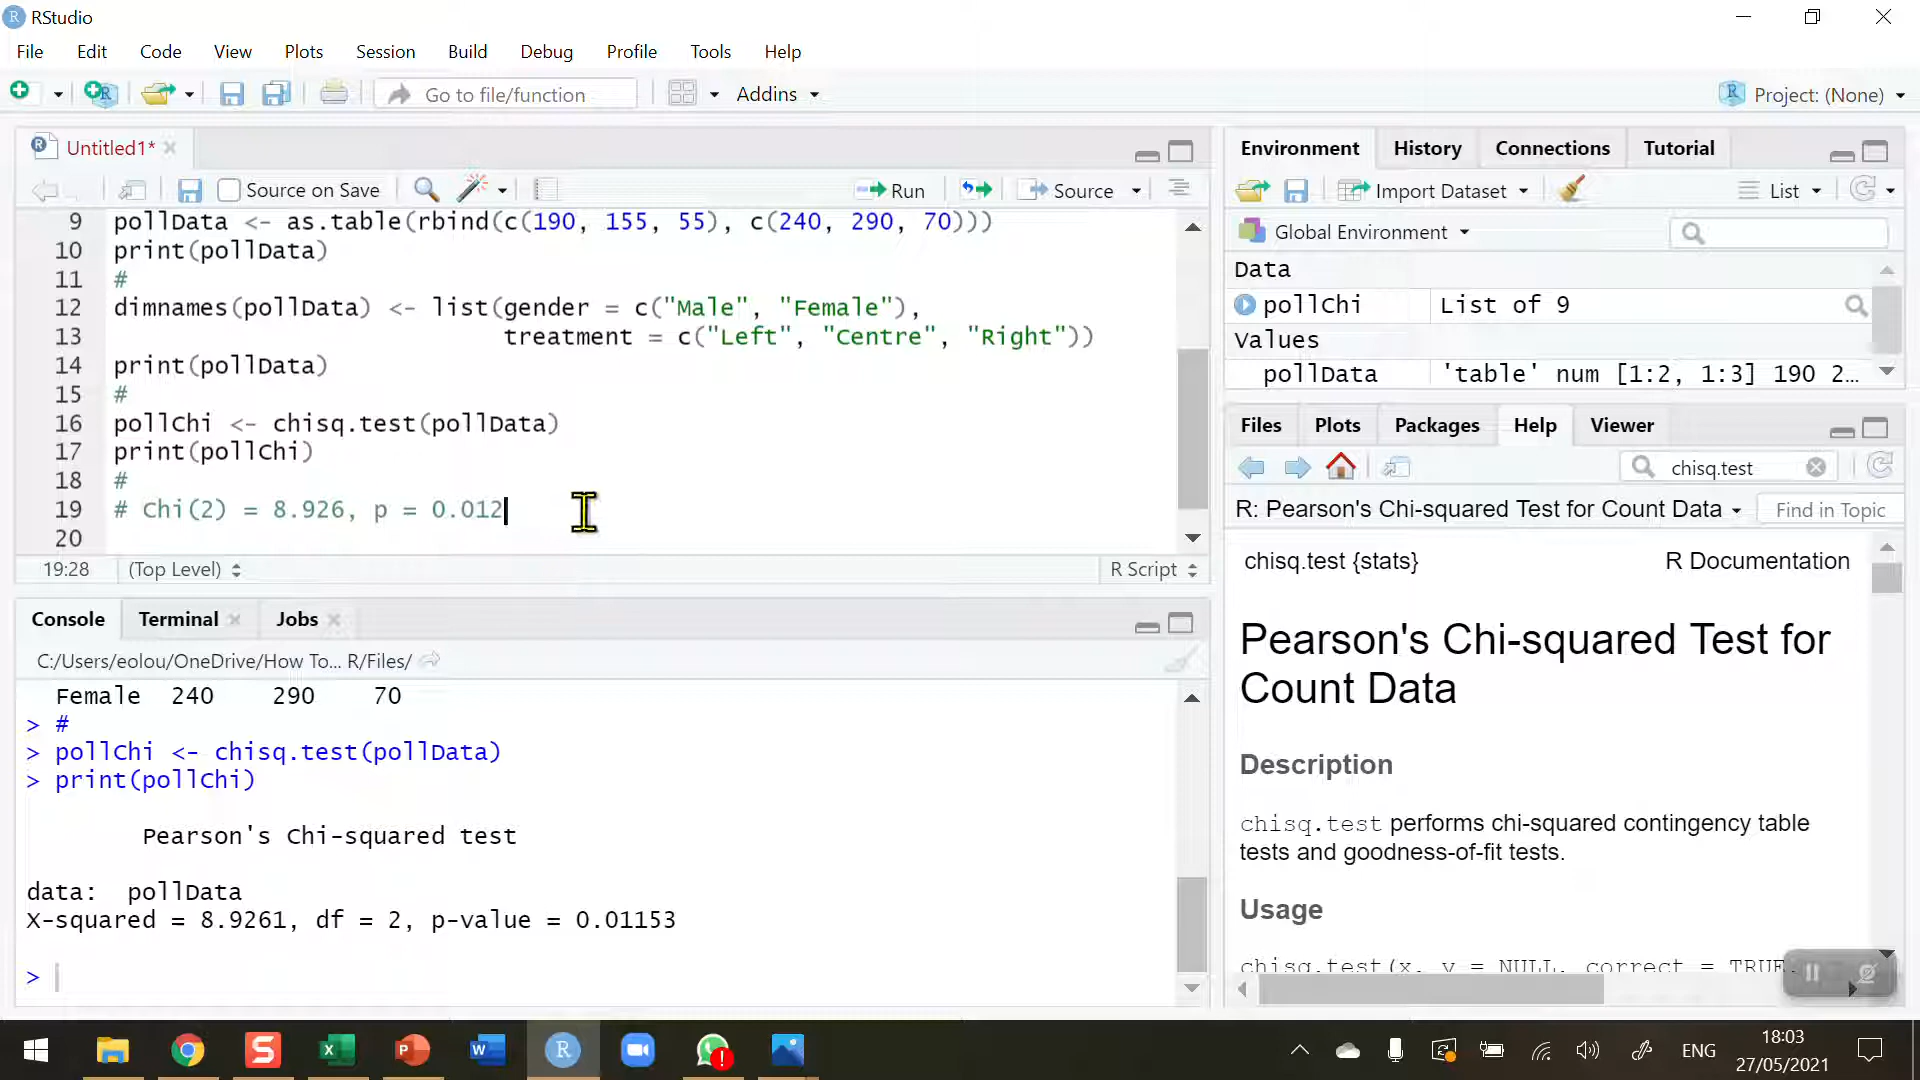 RStudio
File Edit Code View Plots Session Build Debug Profile Tools Help
Go to file/function Addins Project: (None)
Untitled1*
Source on Save Run Source
9 pollData <- as.table(rbind(c(190, 155, 55), c(240, 290, 70)))
10 print(pollData)
11 #
12 dimnames(pollData) <- list(gender = c("Male", "Female"),
13 treatment = c("Left", "Centre", "Right"))
14 print(pollData)
15 #
16 pollChi <- chisq.test(pollData)
17 print(pollChi)
18 #
19 # Chi(2) = 8.926, p = 0.012
20
19:28 (Top Level) R Script
Console Terminal Jobs
C:/Users/eolou/OneDrive/How To... R/Files/
Female 240 290 70
> #
> pollChi <- chisq.test(pollData)
> print(pollChi)
Pearson's Chi-squared test
data: pollData
X-squared = 8.9261, df = 2, p-value = 0.01153
>
Environment History Connections Tutorial
Import Dataset List
Global Environment
Data
pollChi List of 9
Values
pollData 'table' num [1:2, 1:3] 190 2...
Files Plots Packages Help Viewer
chisq.test
R: Pearson's Chi-squared Test for Count Data Find in Topic
chisq.test {stats} R Documentation
Pearson's Chi-squared Test for
Count Data
Description
chisq.test performs chi-squared contingency table
tests and goodness-of-fit tests.
Usage
chisq.test(x, y = NULL, correct = TRUE,
ENG
18:03
27/05/2021